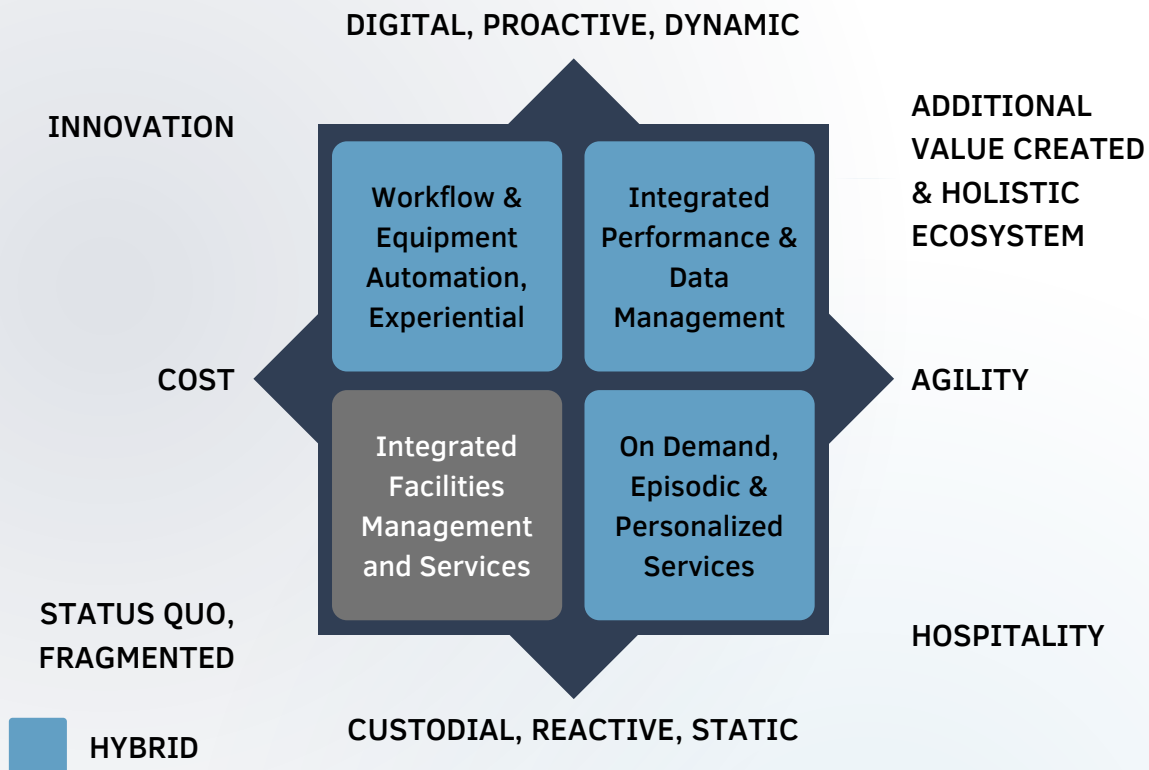 DIGITAL, PROACTIVE, DYNAMIC
INNOVATION
ADDITIONAL
VALUE CREATED
& HOLISTIC
ECOSYSTEM
Workflow &
Equipment
Automation,
Experiential
Integrated
Performance &
Data
Management
COST
AGILITY
Integrated
Facilities
Management
and Services
On Demand,
Episodic &
Personalized
Services
STATUS QUO,
FRAGMENTED
HOSPITALITY
CUSTODIAL, REACTIVE, STATIC
HYBRID